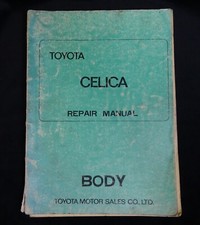 TOYOTA
CELICA
REPAIR MANUAL
BODY
TOYOTA MOTOR SALES CO., LTD.